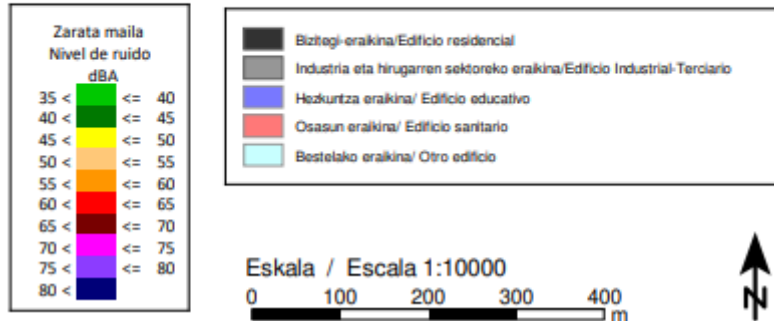 Zarata maila
Nivel de ruido
dBA
35 < <= 40
40 < <= 45
45 < <= 50
50 < <= 55
55 < <= 60
60 < <= 65
65 < <= 70
70 < <= 75
75 < <= 80
80 <
Bizitegi-eraikina/Edificio residencial
Industria eta hirugarren sektoreko eraikina/Edificio Industrial-Terciario
Hezkuntza eraikina/ Edificio educativo
Osasun eraikina/ Edificio sanitario
Bestelako eraikina/ Otro edificio
Eskala / Escala 1:10000
0 100 200 300 400
m
N